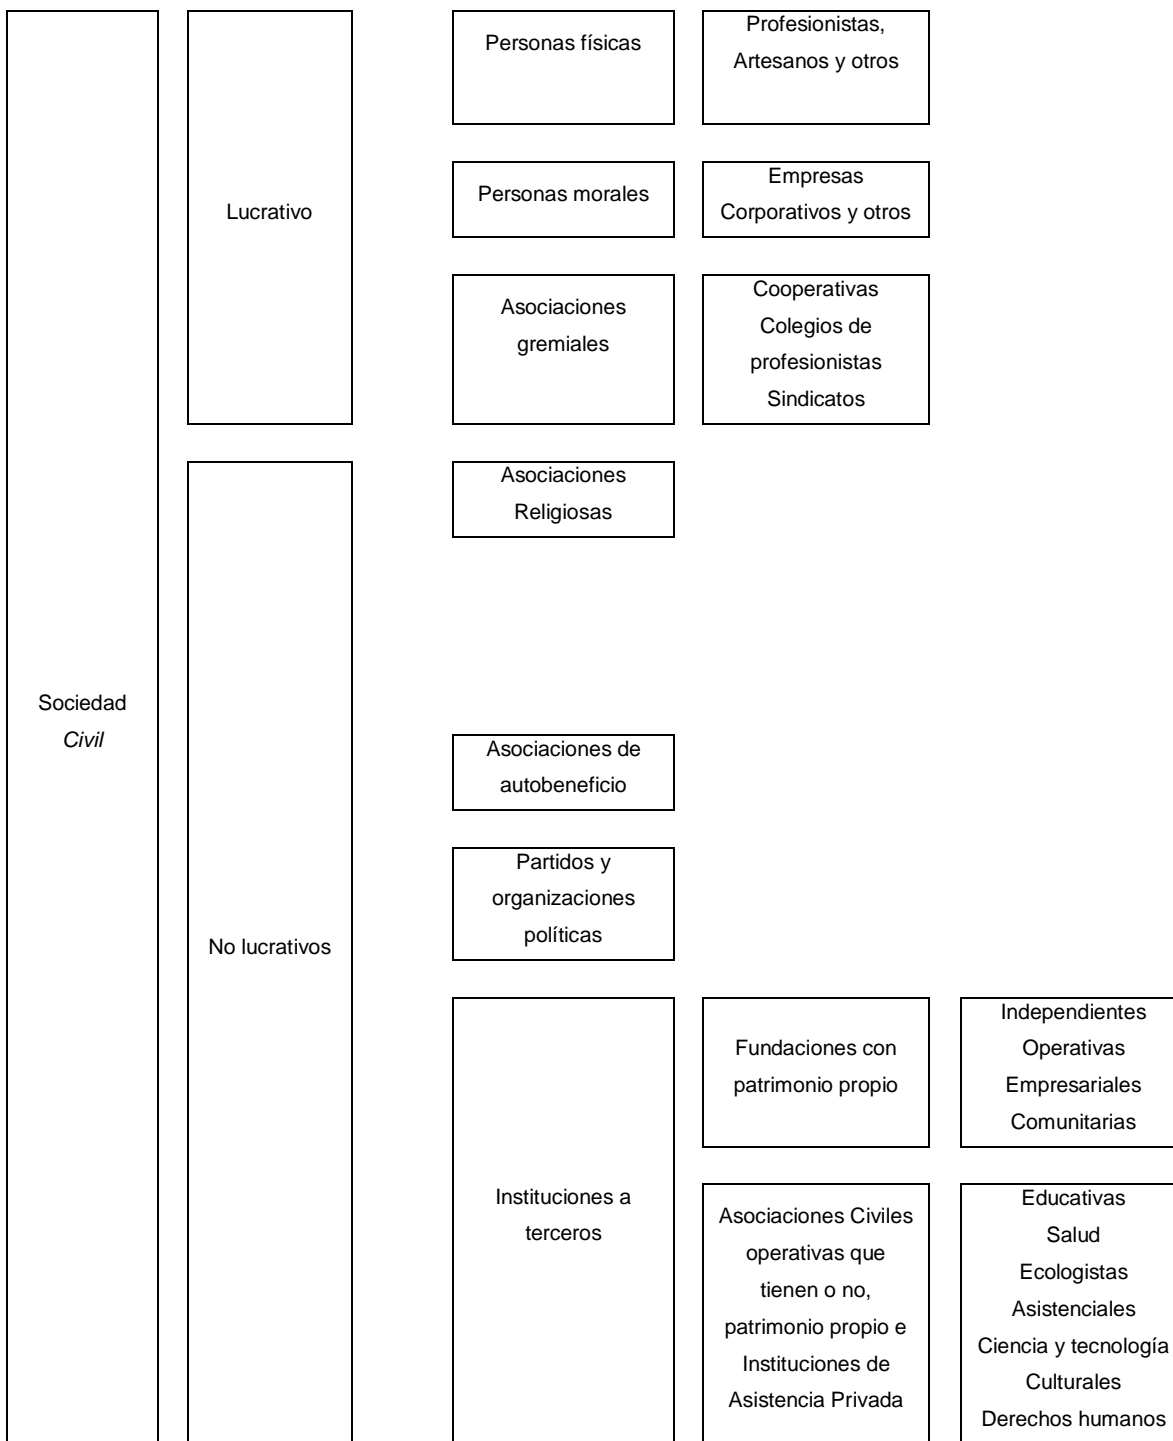 Personas físicas
Profesionistas,
Artesanos y otros
Lucrativo
Personas morales
Empresas
Corporativos y otros
Asociaciones
gremiales
Cooperativas
Colegios de
profesionistas
Sindicatos
Sociedad
Civil
No lucrativos
Asociaciones
Religiosas
Asociaciones de
autobeneficio
Partidos y
organizaciones
políticas
Instituciones a
terceros
Fundaciones con
patrimonio propio
Independientes
Operativas
Empresariales
Comunitarias
Asociaciones Civiles
operativas que
tienen o no,
patrimonio propio e
Instituciones de
Asistencia Privada
Educativas
Salud
Ecologistas
Asistenciales
Ciencia y tecnología
Culturales
Derechos humanos